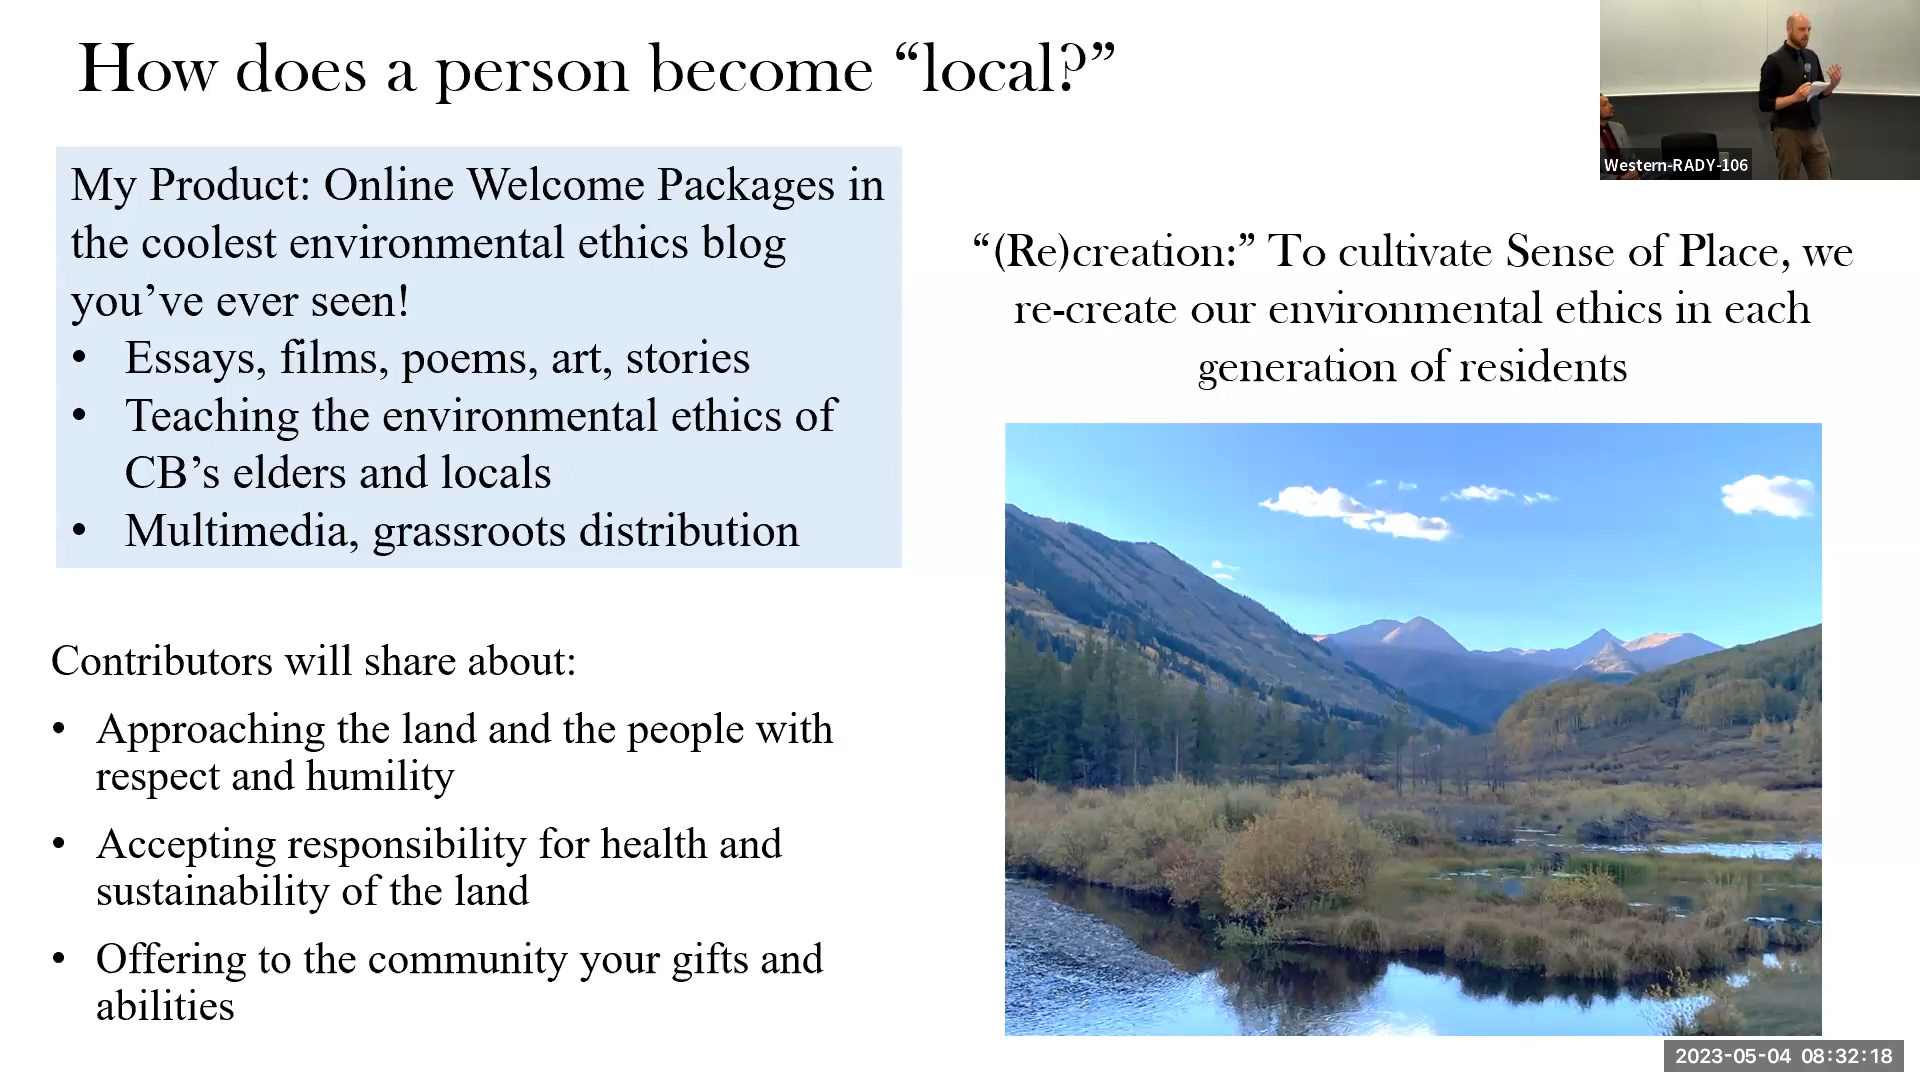 How does a person become “local?”
My Product: Online Welcome Packages in
the coolest environmental ethics blog
you’ve ever seen!
• Essays, films, poems, art, stories
• Teaching the environmental ethics of
CB’s elders and locals
• Multimedia, grassroots distribution
Contributors will share about:
• Approaching the land and the people with
respect and humility
• Accepting responsibility for health and
sustainability of the land
• Offering to the community your gifts and
abilities
“(Re)creation:” To cultivate Sense of Place, we
re-create our environmental ethics in each
generation of residents
Western-RADY-106
2023-05-04 08:32:18